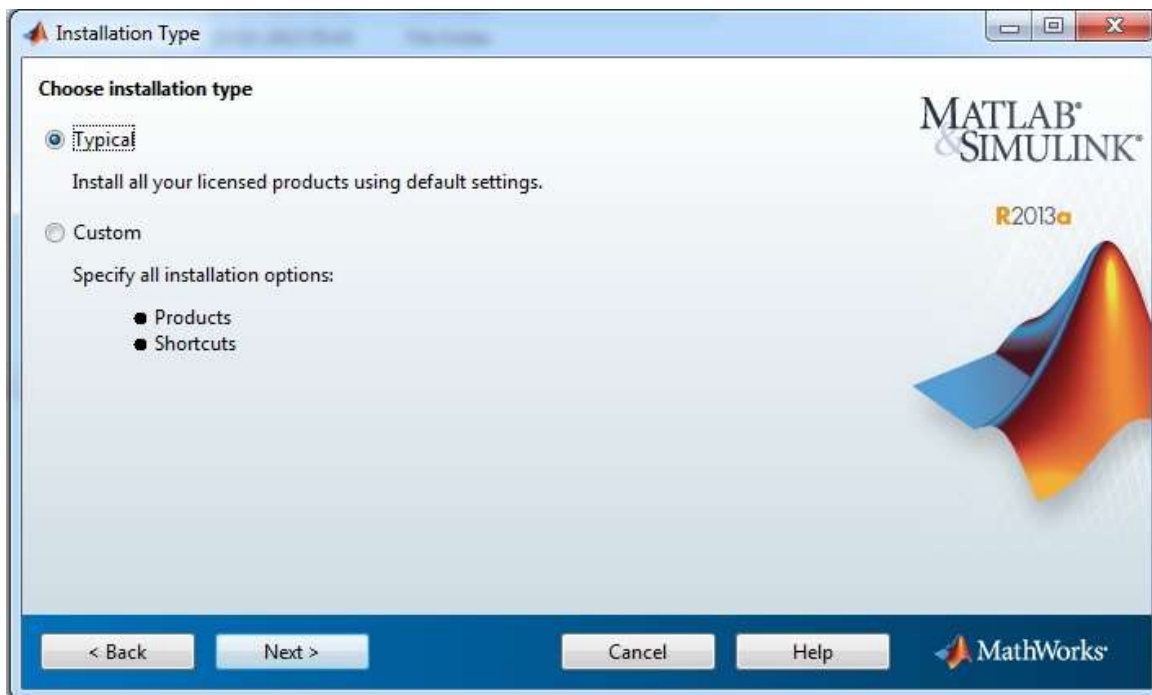 Installation Type
Choose installation type
Typical
Install all your licensed products using default settings.
Custom
Specify all installation options:
Products
Shortcuts
MATLAB®
&SIMULINK®
R2013a
< Back
Next >
Cancel
Help
MathWorks®